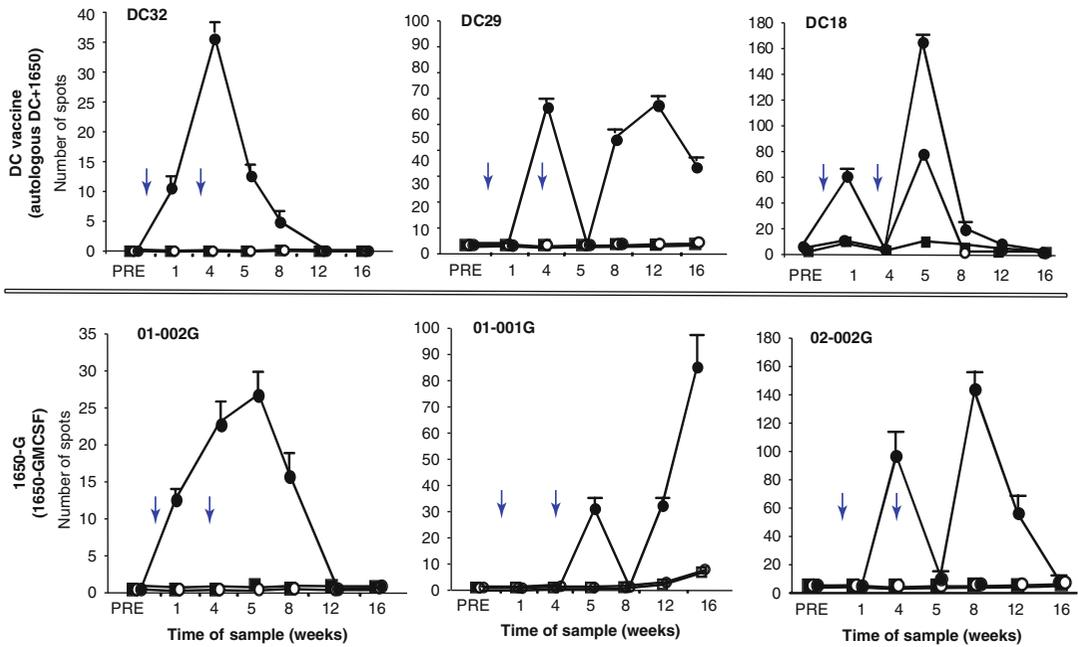 DC vaccine
(autologous DC+1650)
Number of spots
DC32
40
35
30
25
20
15
10
5
0
PRE 1 4 5 8 12 16
DC29
100
90
80
70
60
50
40
30
20
10
0
PRE 1 4 5 8 12 16
DC18
180
160
140
120
100
80
60
40
20
0
PRE 1 4 5 8 12 16
1650-G
(1650-GMCSF)
Number of spots
01-002G
35
30
25
20
15
10
5
0
PRE 1 4 5 8 12 16
Time of sample (weeks)
01-001G
100
90
80
70
60
50
40
30
20
10
0
PRE 1 4 5 8 12 16
Time of sample (weeks)
02-002G
180
160
140
120
100
80
60
40
20
0
PRE 1 4 5 8 12 16
Time of sample (weeks)